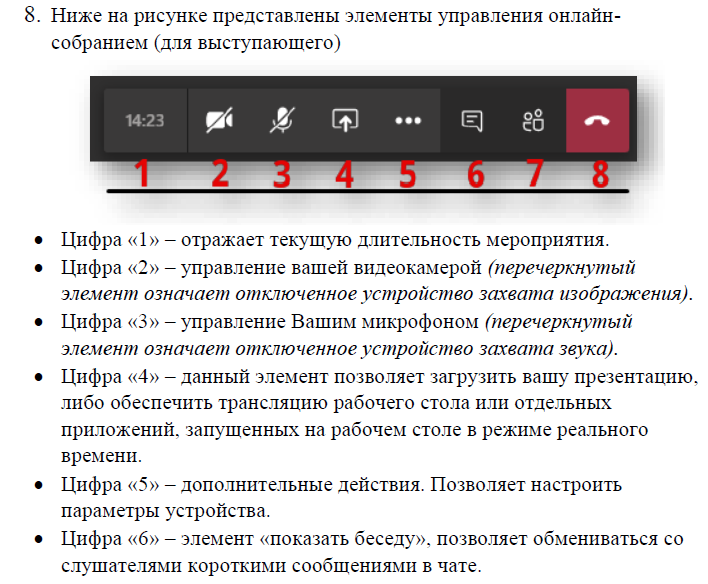 8. Ниже на рисунке представлены элементы управления онлайн-
собранием (для выступающего)
14:23
1 2 3 4 5 6 7 8
• Цифра «1» – отражает текущую длительность мероприятия.
• Цифра «2» – управление вашей видеокамерой (перечеркнутый
элемент означает отключенное устройство захвата изображения).
• Цифра «3» – управление Вашим микрофоном (перечеркнутый
элемент означает отключенное устройство захвата звука).
• Цифра «4» – данный элемент позволяет загрузить вашу презентацию,
либо обеспечить трансляцию рабочего стола или отдельных
приложений, запущенных на рабочем столе в режиме реального
времени.
• Цифра «5» – дополнительные действия. Позволяет настроить
параметры устройства.
• Цифра «6» – элемент «показать беседу», позволяет обмениваться со
слушателями короткими сообщениями в чате.